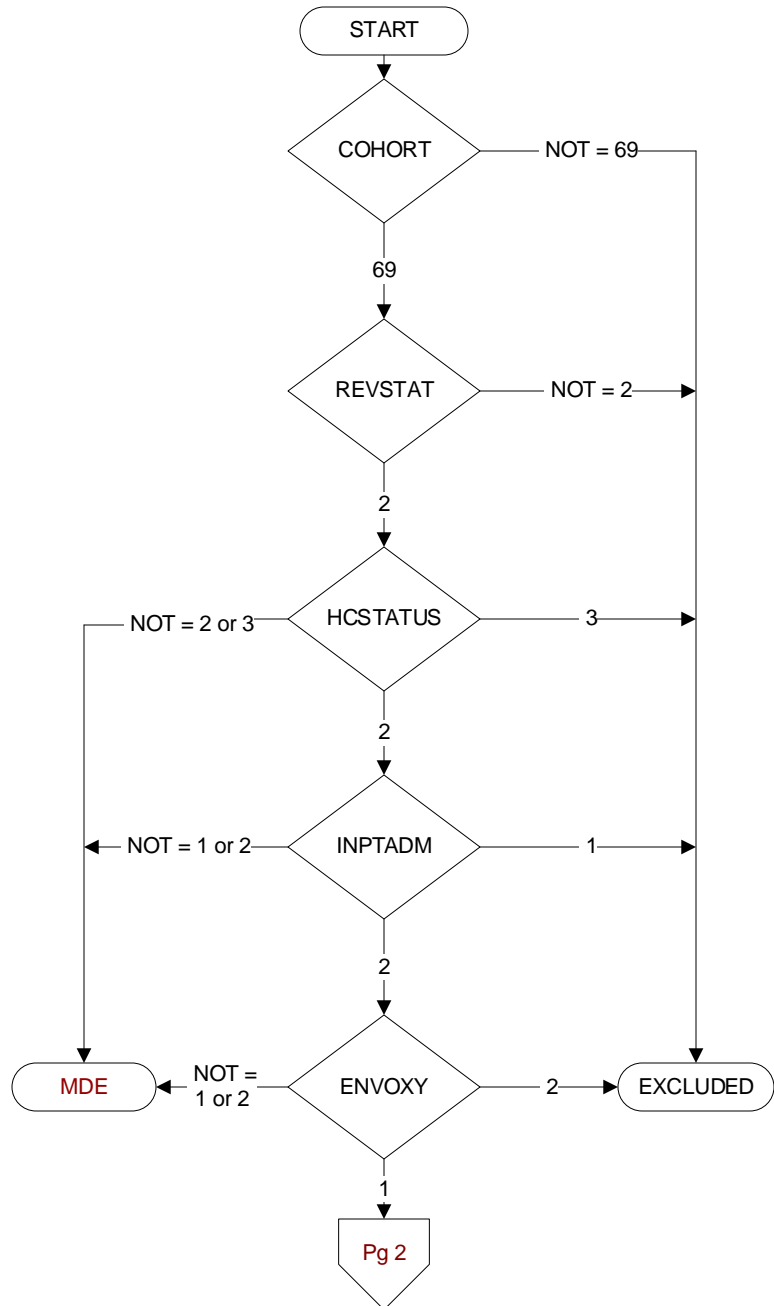 START
COHORT
NOT = 69
69
REVSTAT
NOT = 2
2
NOT = 2 or 3
HCSTATUS
3
2
NOT = 1 or 2
INPTADM
1
2
MDE
NOT =
1 or 2
ENVOXY
2
EXCLUDED
1
Pg 2